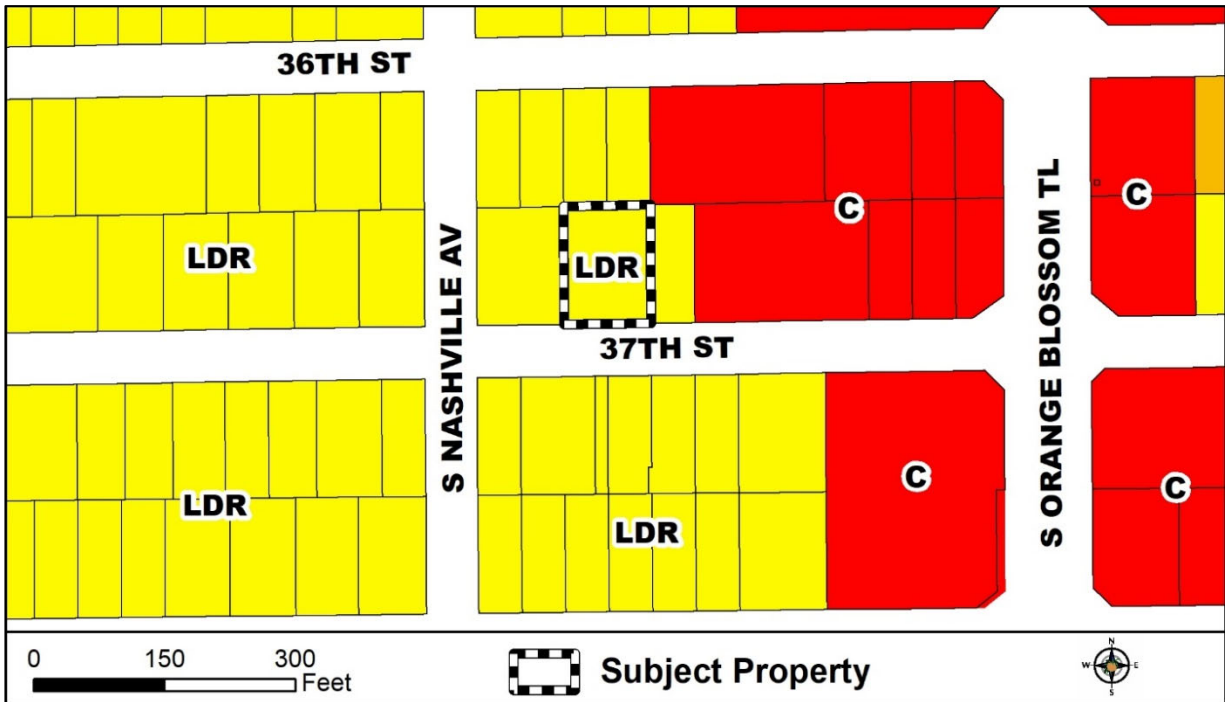 36TH ST
C
C
LDR
LDR
S NASHVILLE AV
S ORANGE BLOSSOM TL
37TH ST
C
C
LDR
LDR
0 150 300
Feet
Subject Property
N
W E
S